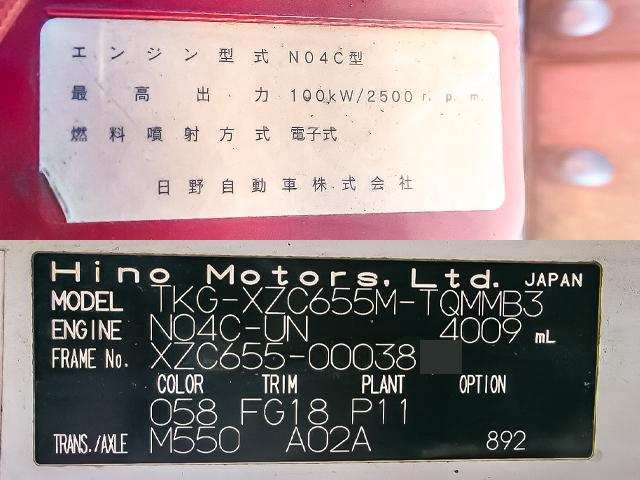 エンジン型式 N04C型
最高出力 100kW/2500r.p.m.
燃料噴射方式 電子式
日野自動車株式会社
Hino Motors, Ltd. JAPAN
MODEL TKG-XZC655M-TQMMB3
ENGINE N04C-UN 4009 mL
FRAME No. XZC655-00038
COLOR TRIM PLANT OPTION
058 FG18 P11
TRANS./AXLE M550 A02A 892